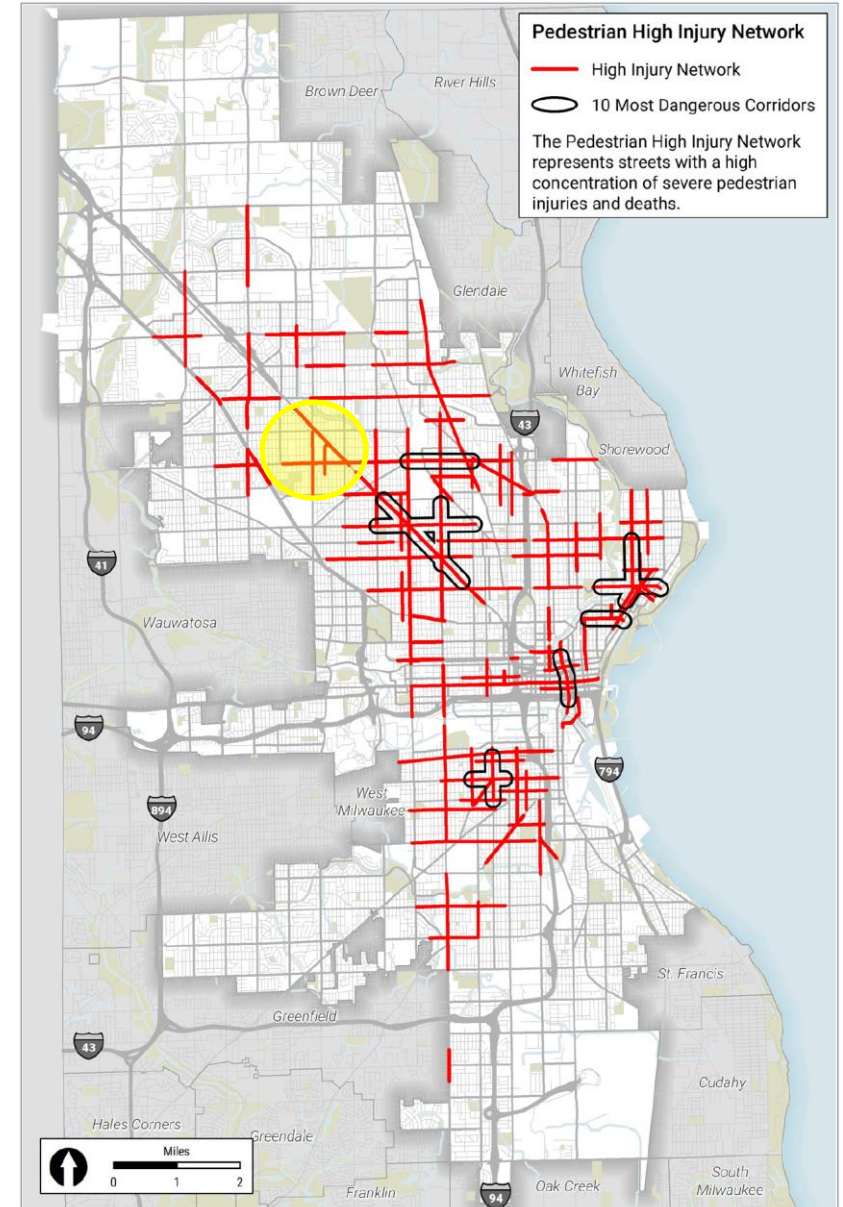 Pedestrian High Injury Network
High Injury Network
10 Most Dangerous Corridors
The Pedestrian High Injury Network
represents streets with a high
concentration of severe pedestrian
injuries and deaths.
Brown Deer
River Hills
Glendale
Whitefish
Bay
43
Shorewood
41
Wauwatosa
94
794
894
West
Milwaukee
West Allis
St. Francis
Greenfield
43
Cudahy
Hales Corners
Greendale
Miles
0 1 2
Franklin
94
Oak Creek
South
Milwaukee